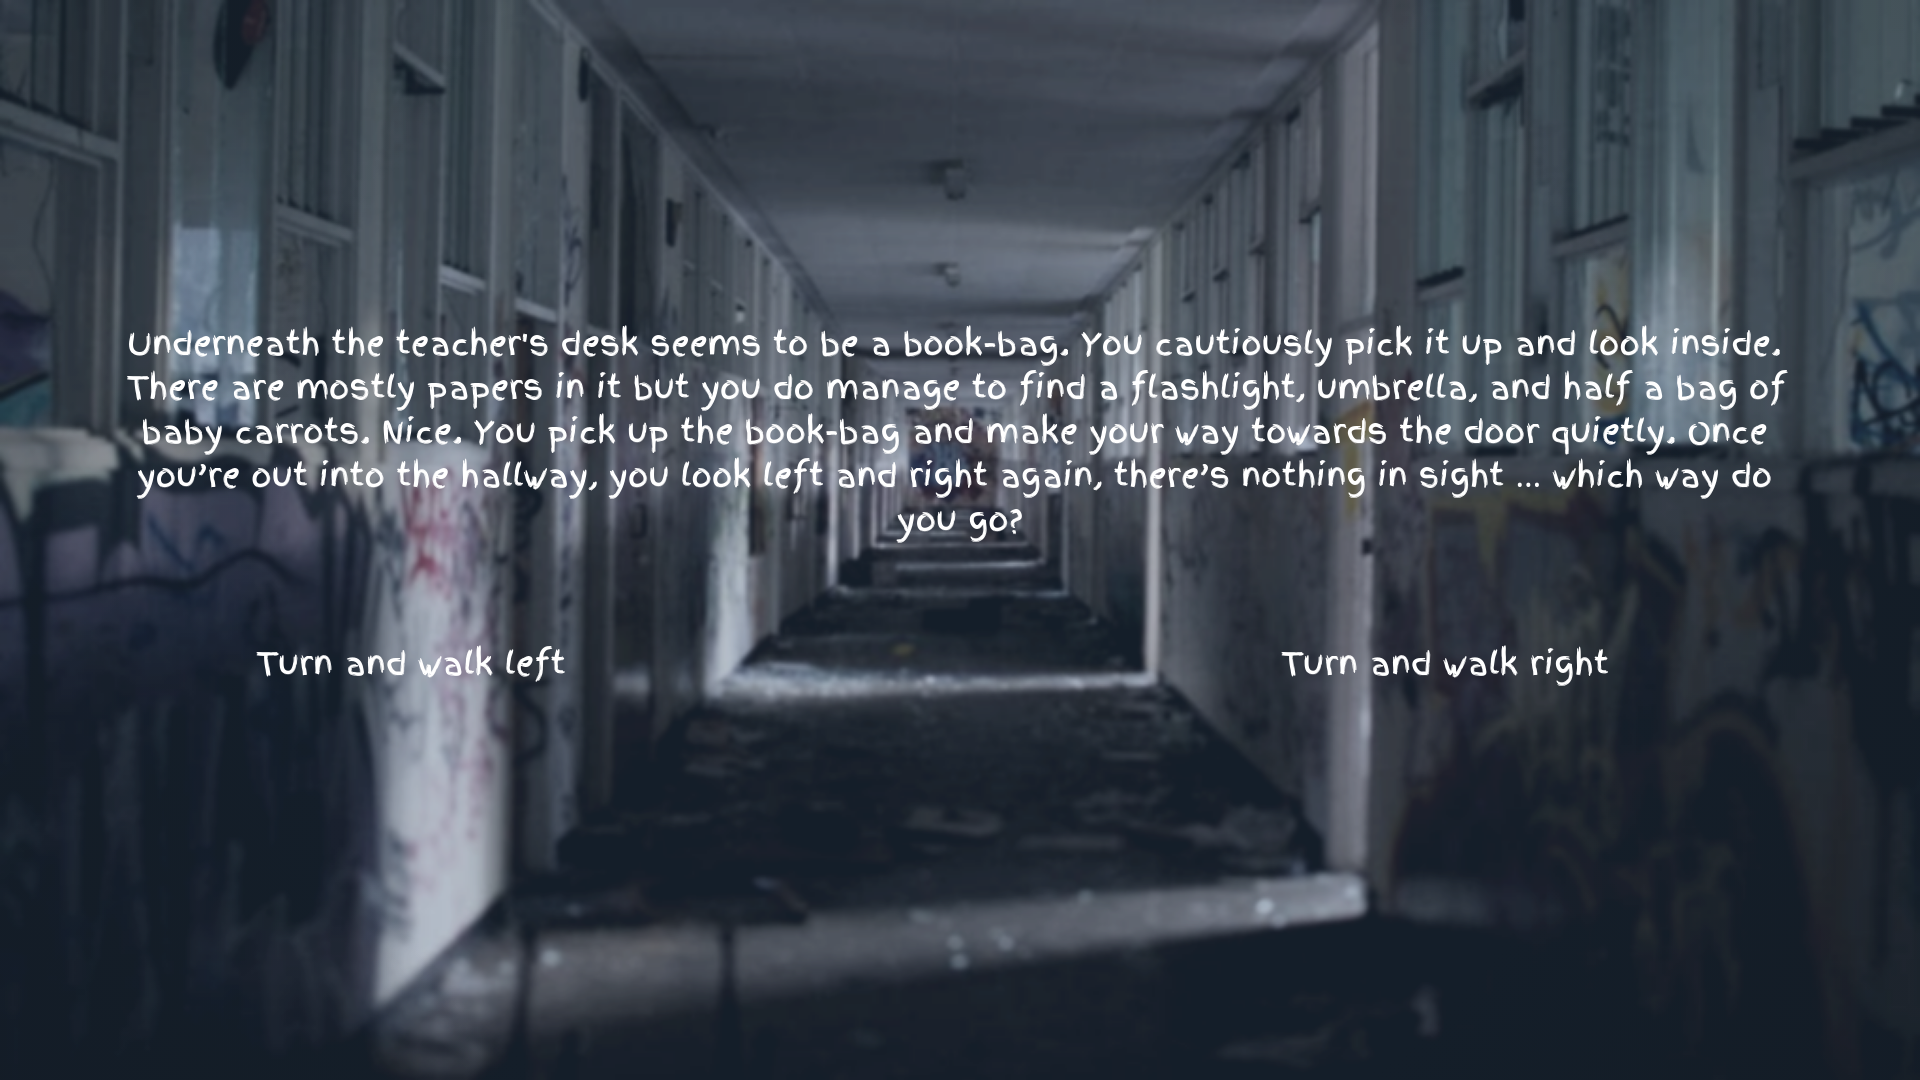 Underneath the teacher's desk seems to be a book-bag. You cautiously pick it up and look inside.
There are mostly papers in it but you do manage to find a flashlight, umbrella, and half a bag of
baby carrots. Nice. You pick up the book-bag and make your way towards the door quietly. Once
you’re out into the hallway, you look left and right again, there’s nothing in sight ... which way do
you go?
Turn and walk left
Turn and walk right